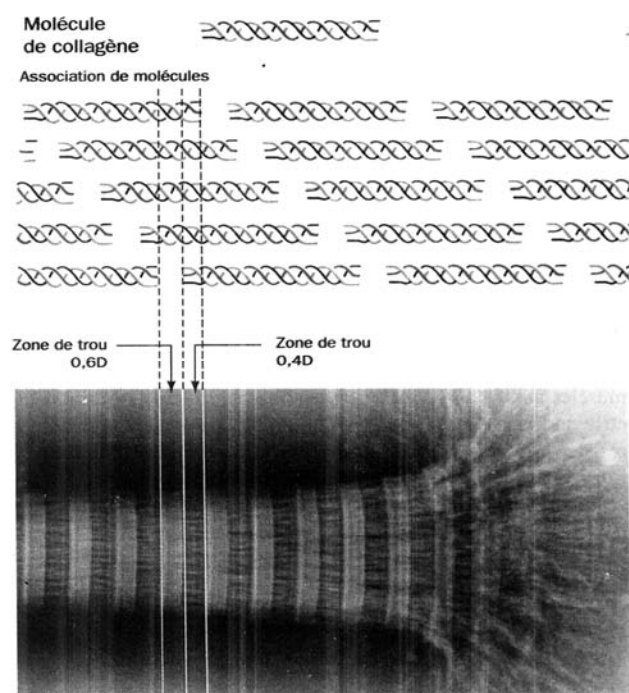 Molécule
de collagène
Association de molécules
Zone de trou
0,6D
Zone de trou
0,4D